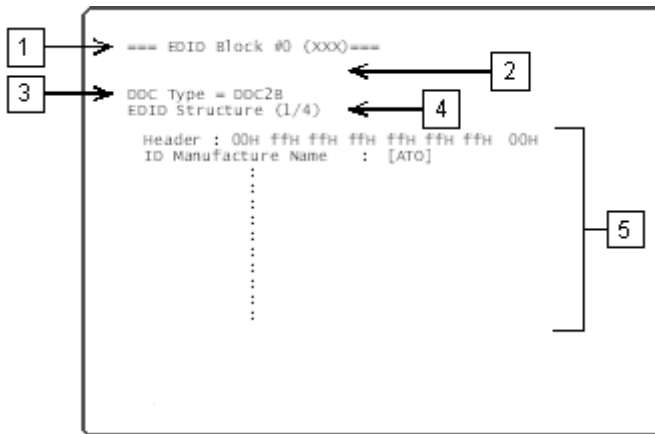 1
=== EDID Block #0 (XXX)===
2
3
DDC Type = DDC2B
EDID Structure (1/4)
4
Header : 00H ffH ffH ffH ffH ffH ffH 00H
ID Manufacture Name : [ATO]
5